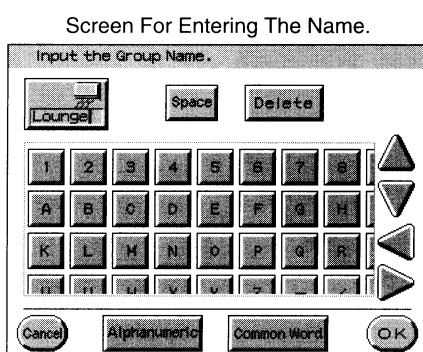 Screen For Entering The Name.
Input the Group Name.
Lounge
Space
Delete
1 2 3 4 5 6 7 8
A B C D E F G H
K L M N O P Q R
Cancel
Alphanumeric
Common Word
OK